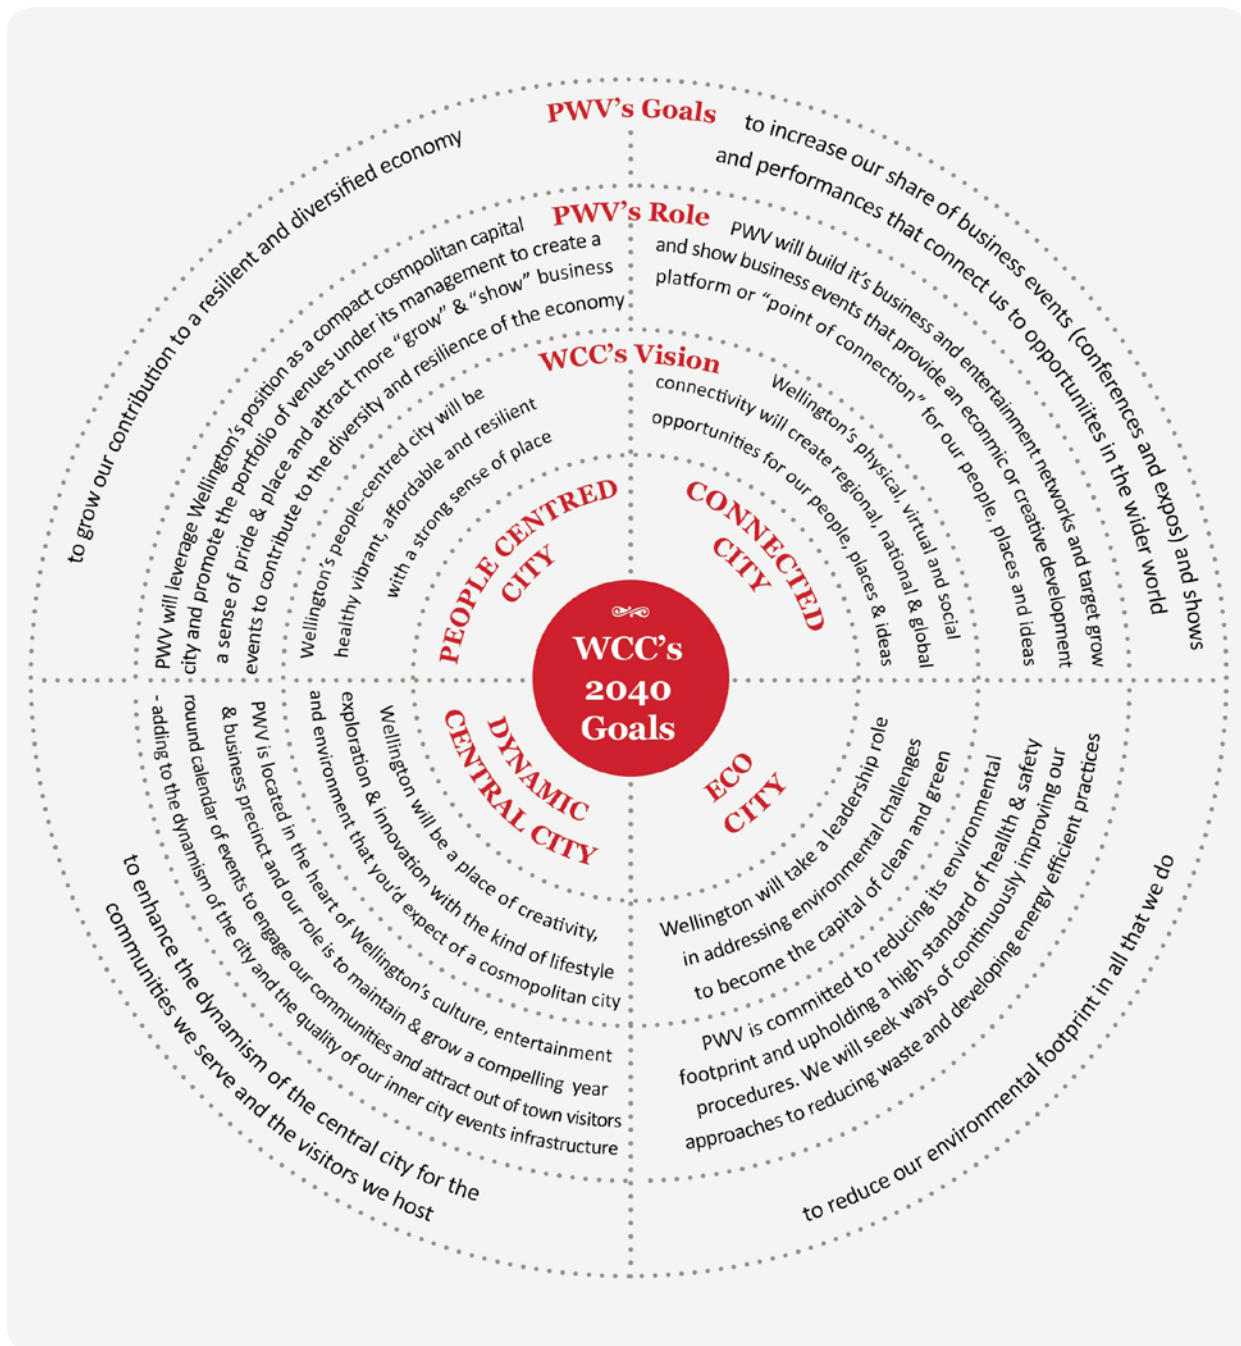 PWV's Goals
to grow our contribution to a resilient and diversified economy
to increase our share of business events (conferences and expos) and shows
and performances that connect us to opportuniites in the wider world
PWV's Role
PWV will leverage Wellington's position as a compact cosmpolitan capital
city and promote the portfolio of venues under its management to create a
a sense of pride & place and attract more "grow" & "show" business
events to contribute to the diversity and resilience of the economy
PWV will build it's business and entertainment networks and target grow
and show business events that provide an ecommic or creative development
platform or "point of connection" for our people, places and ideas
WCC's Vision
Wellington's people-centred city will be
healthy vibrant, affordable and resilient
with a strong sense of place
Wellington's physical, virtual and social
connectivity will create regional, national & global
opportunities for our people, places & ideas
PEOPLE CENTRED
CITY
CONNECTED
CITY
WCC's
2040
Goals
DYNAMIC
CENTRAL CITY
ECO
CITY
Wellington will be a place of creativity,
exploration & innovation with the kind of lifestyle
and environment that you'd expect of a cosmopolitan city
Wellington will take a leadership role
in addressing environmental challenges
to become the capital of clean and green
PWV is located in the heart of Wellington's culture, entertainment
& business precinct and our role is to maintain & grow a compelling year
round calendar of events to engage our communities and attract out of town visitors
- adding to the dynamism of the city and the quality of our inner city events infrastructure
PWV is committed to reducing its environmental
footprint and upholding a high standard of health & safety
procedures. We will seek ways of continuously improving our
approaches to reducing waste and developing energy efficient practices
to enhance the dynamism of the central city for the
communities we serve and the visitors we host
to reduce our environmental footprint in all that we do